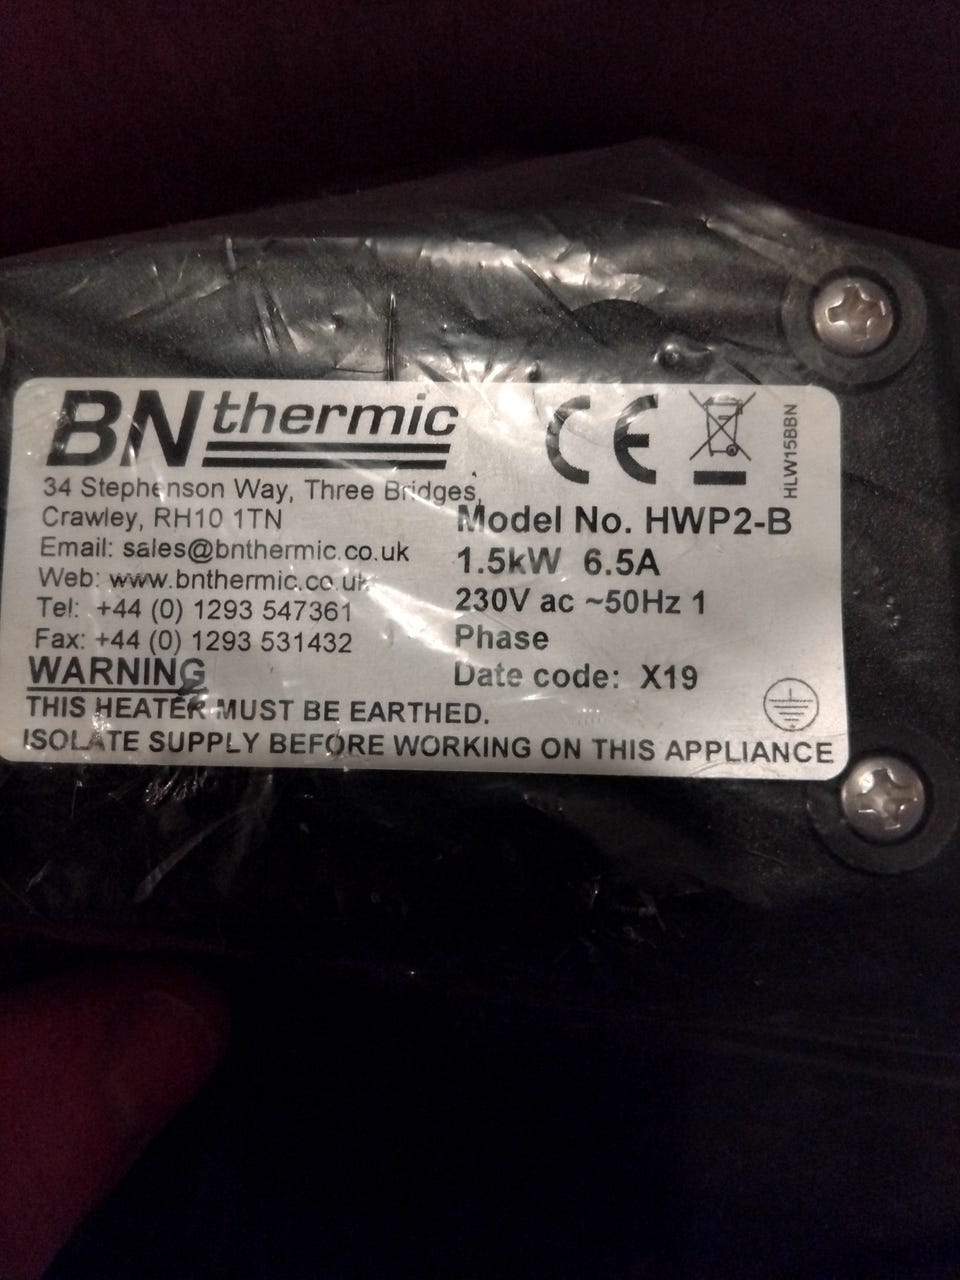 BN thermic
34 Stephenson Way, Three Bridges,
Crawley, RH10 1TN
Email: sales@bnthermic.co.uk
Web: www.bnthermic.co.uk
Tel: +44 (0) 1293 547361
Fax: +44 (0) 1293 531432
CE
HLW15BBN
Model No. HWP2-B
1.5kW 6.5A
230V ac ~50Hz 1
Phase
Date code: X19
WARNING
THIS HEATER MUST BE EARTHED.
ISOLATE SUPPLY BEFORE WORKING ON THIS APPLIANCE